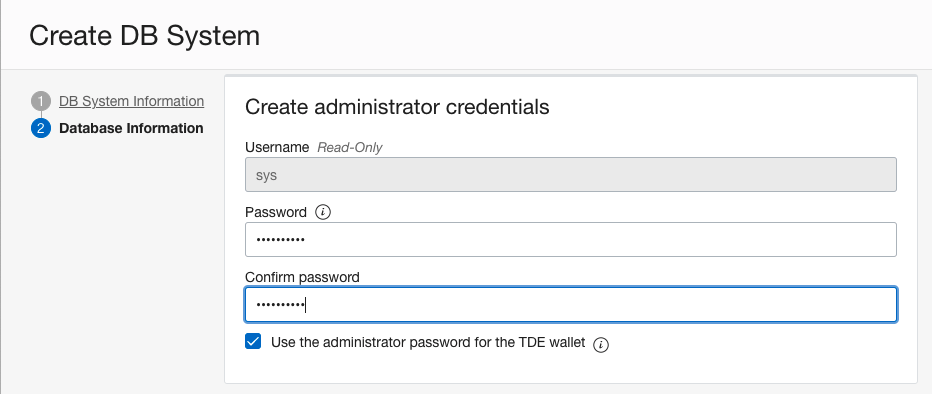 Create DB System
1 DB System Information
2 Database Information
Create administrator credentials
Username Read-Only
sys
Password i
••••••••••
Confirm password
••••••••••
Use the administrator password for the TDE wallet i